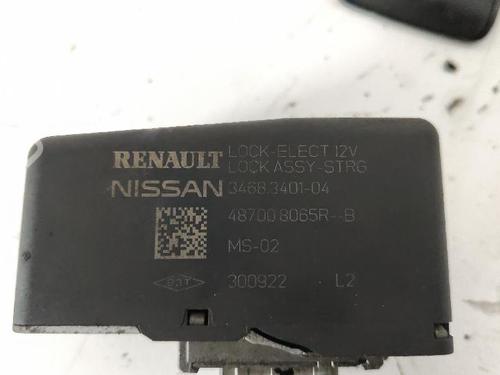 RENAULT LOCK-ELECT 12V
LOCK ASSY-STRG
NISSAN 3468.3401-04
48700 8065R--B
MS-02
300922 L2